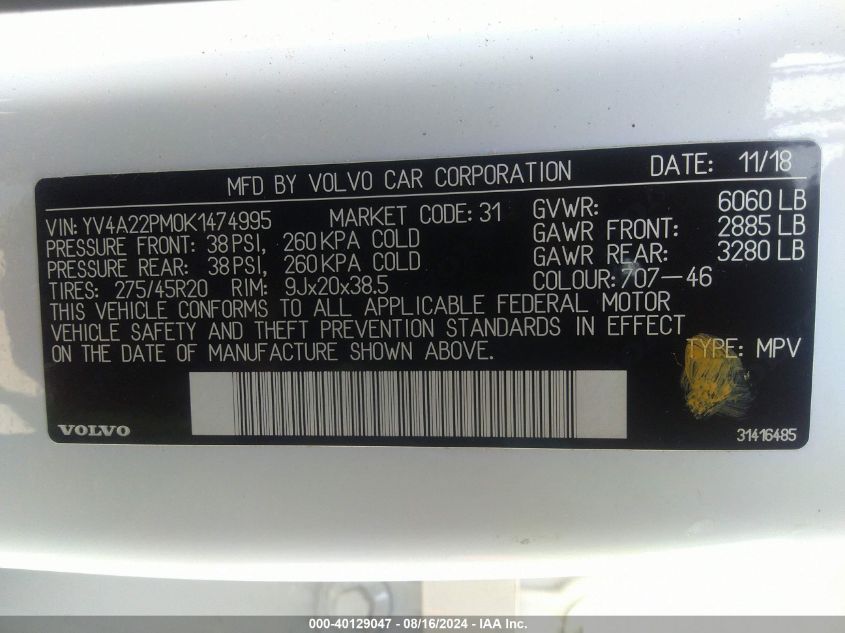 MFD BY VOLVO CAR CORPORATION DATE: 11/18
VIN: YV4A22PM0K1474995 MARKET CODE: 31 GVWR: 6060 LB
PRESSURE FRONT: 38 PSI, 260 KPA COLD GAWR FRONT: 2885 LB
PRESSURE REAR: 38 PSI, 260 KPA COLD GAWR REAR: 3280 LB
TIRES: 275/45R20 RIM: 9Jx20x38.5 COLOUR: 707-46
THIS VEHICLE CONFORMS TO ALL APPLICABLE FEDERAL MOTOR
VEHICLE SAFETY AND THEFT PREVENTION STANDARDS IN EFFECT
ON THE DATE OF MANUFACTURE SHOWN ABOVE. TYPE: MPV
VOLVO 31416485
000-40129047 - 08/16/2024 - IAA Inc.